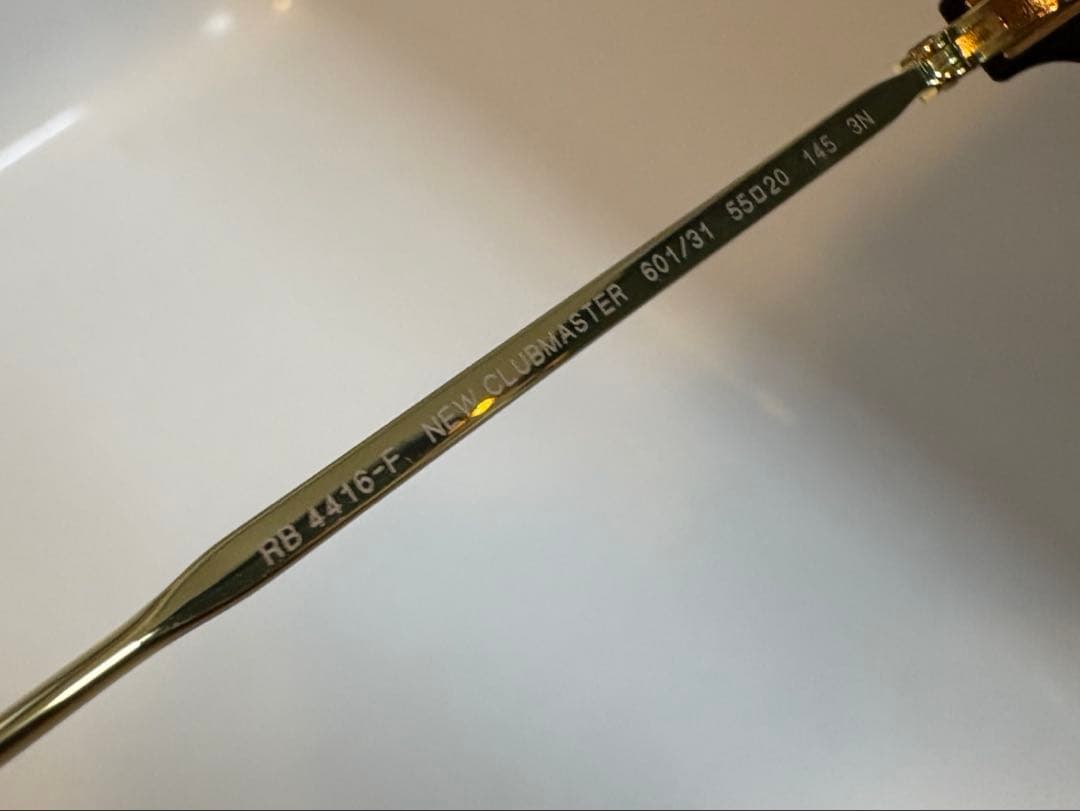 RB 4416-F NEW CLUBMASTER 601/31 55□20 145 3N